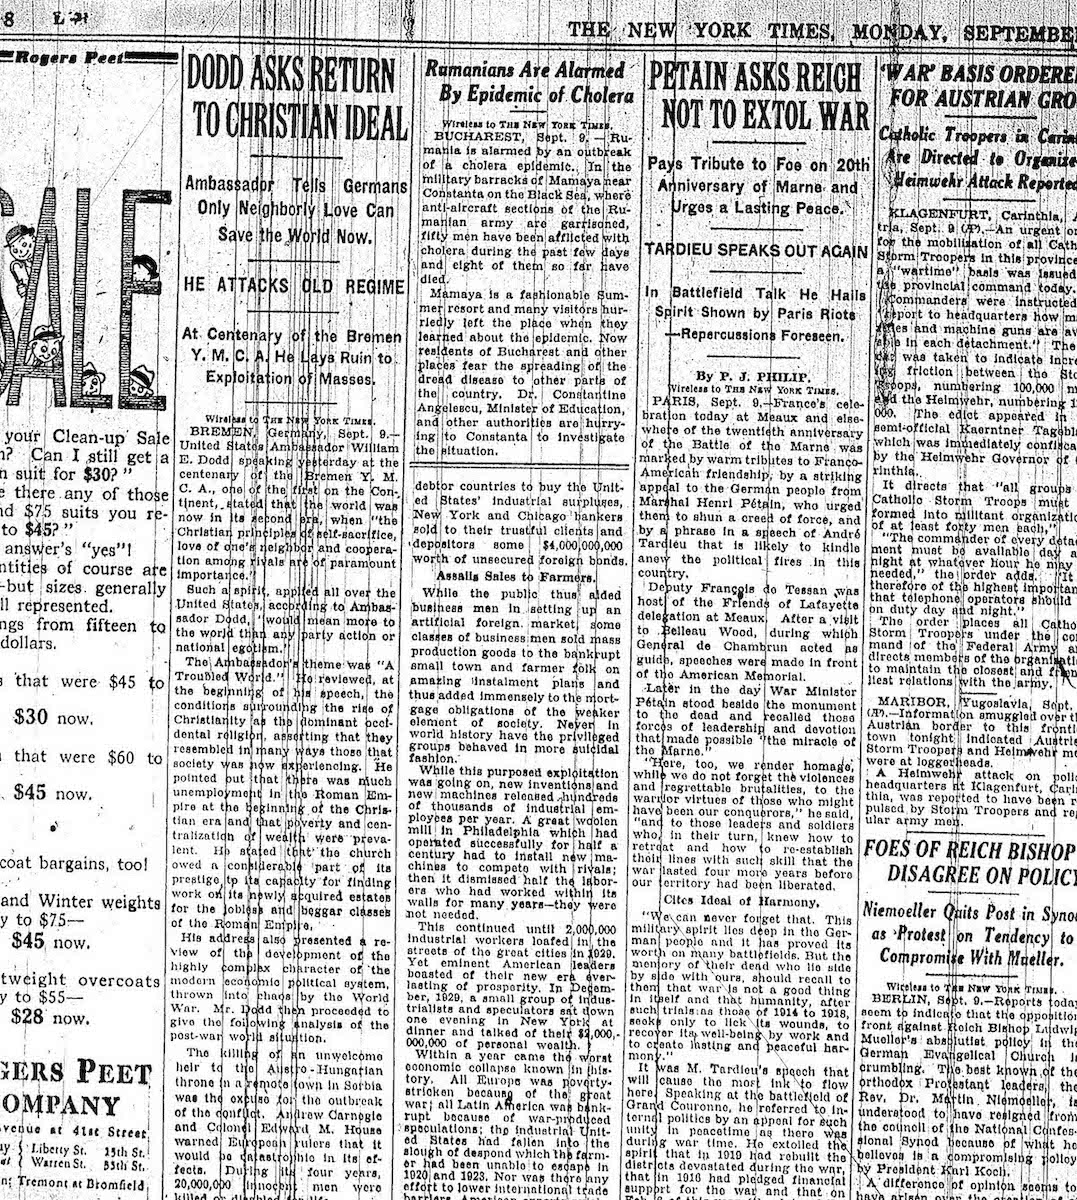 8 L
THE NEW YORK TIMES, MONDAY, SEPTEMBE
Rogers Peet
SALE
your Clean-up Sale
? Can I still get a
n suit for $30?"
e there any of those
nd $75 suits you re-
to $45?"
answer's "yes"!
ntities of course are
—but sizes generally
ll represented.
ngs from fifteen to
dollars.
s that were $45 to
$30 now.
that were $60 to
$45 now.
coat bargains, too!
and Winter weights
y to $75—
$45 now.
tweight overcoats
y to $55—
$28 now.
GERS PEET
OMPANY
venue at 41st Street
Liberty St. 15th St.
Warren St. 35th St.
Tremont at Bromfield
DODD ASKS RETURN
TO CHRISTIAN IDEAL
Ambassador Tells Germans
Only Neighborly Love Can
Save the World Now.
HE ATTACKS OLD REGIME
At Centenary of the Bremen
Y. M. C. A. He Lays Ruin to
Exploitation of Masses.
Wireless to THE NEW YORK TIMES.
BREMEN, Germany, Sept. 9.—
United States Ambassador William
E. Dodd speaking yesterday at the
centenary of the Bremen Y. M.
C. A., one of the first on the Con-
tinent, stated that the world was
now in its second era, when "the
Christian principles of self-sacrifice,
love of one's neighbor and coopera-
tion among rivals are of paramount
importance."
Such a spirit, applied all over the
United States, according to Ambas-
sador Dodd, "would mean more to
the world than any party action or
national egotism."
The Ambassador's theme was "A
Troubled World." He reviewed, at
the beginning of his speech, the
conditions surrounding the rise of
Christianity as the dominant occi-
dental religion, asserting that they
resembled in many ways those that
society was now experiencing. He
pointed out that there was much
unemployment in the Roman Em-
pire at the beginning of the Chris-
tian era and that poverty and cen-
tralization of wealth were preva-
lent. He stated that the church
owed a considerable part of its
prestige to its capacity for finding
work on its newly acquired estates
for the jobless and beggar classes
of the Roman Empire.
His address also presented a re-
view of the development of the
highly complex character of the
modern economic political system,
thrown into chaos by the World
War. Mr. Dodd then proceeded to
give the following analysis of the
post-war world situation.
The killing of an unwelcome
heir to the Austro-Hungarian
throne in a remote town in Serbia
was the excuse for the outbreak
of the conflict. Andrew Carnegie
and Colonel Edward M. House
warned European rulers that it
would be catastrophic in its ef-
fects. During its four years,
20,000,000 innocent men were
killed or disabled for life.
Rumanians Are Alarmed
By Epidemic of Cholera
Wireless to THE NEW YORK TIMES.
BUCHAREST, Sept. 9.—Ru-
mania is alarmed by an outbreak
of a cholera epidemic. In the
military barracks of Mamaya near
Constanta on the Black Sea, where
anti-aircraft sections of the Ru-
manian army are garrisoned,
fifty men have been afflicted with
cholera during the past few days
and eight of them so far have
died.
Mamaya is a fashionable Sum-
mer resort and many visitors hur-
riedly left the place when they
learned about the epidemic. Now
residents of Bucharest and other
places fear the spreading of the
dread disease to other parts of
the country. Dr. Constantine
Angelescu, Minister of Education,
and other authorities are hurry-
ing to Constanta to investigate
the situation.
debtor countries to buy the Unit-
ed States' industrial surpluses,
New York and Chicago bankers
sold to their trustful clients and
depositors some $4,000,000,000
worth of unsecured foreign bonds.
Assails Sales to Farmers.
While the public thus aided
business men in setting up an
artificial foreign market, some
classes of business men sold mass
production goods to the bankrupt
small town and farmer folk on
amazing instalment plans and
thus added immensely to the mort-
gage obligations of the weaker
element of society. Never in
world history have the privileged
groups behaved in more suicidal
fashion.
While this purposed exploitation
was going on, new inventions and
new machines released hundreds
of thousands of industrial em-
ployees per year. A great woolen
mill in Philadelphia which had
operated successfully for half a
century had to install new ma-
chines to compete with rivals;
then it dismissed half the labor-
ers who had worked within its
walls for many years—they were
not needed.
This continued until 2,000,000
industrial workers loafed in the
streets of the great cities in 1929.
Yet eminent American leaders
boasted of their new era ever-
lasting of prosperity. In Decem-
ber, 1929, a small group of indus-
trialists and speculators sat down
one evening in New York at
dinner and talked of their $2,000,-
000,000 of personal wealth.
Within a year came the worst
economic collapse known in his-
tory. All Europe was poverty-
stricken because of the great
war; all Latin America was bank-
rupt because of war-produced
speculations; the industrial Unit-
ed States had fallen into the
slough of despond which the farm-
er had been unable to escape in
1920 and 1923. Nor was there any
effort to lower international trade
PETAIN ASKS REICH
NOT TO EXTOL WAR
Pays Tribute to Foe on 20th
Anniversary of Marne and
Urges a Lasting Peace.
TARDIEU SPEAKS OUT AGAIN
In Battlefield Talk He Hails
Spirit Shown by Paris Riots
—Repercussions Foreseen.
By P. J. PHILIP.
Wireless to THE NEW YORK TIMES.
PARIS, Sept. 9.—France's cele-
bration today at Meaux and else-
where of the twentieth anniversary
of the Battle of the Marne was
marked by warm tributes to Franco-
American friendship, by a striking
appeal to the German people from
Marshal Henri Pétain, who urged
them to shun a creed of force, and
by a phrase in a speech of André
Tardieu that is likely to kindle
anew the political fires in this
country.
Deputy François de Tessan was
host of the Friends of Lafayette
delegation at Meaux. After a visit
to Belleau Wood, during which
General de Chambrun acted as
guide, speeches were made in front
of the American Memorial.
Later in the day War Minister
Pétain stood beside the monument
to the dead and recalled those
forces of leadership and devotion
that made possible "the miracle of
the Marne."
"Here, too, we render homage,
while we do not forget the violences
and regrettable brutalities, to the
warrior virtues of those who might
have been our conquerors," he said,
"and to those leaders and soldiers
who, in their turn, knew how to
retreat and how to re-establish
their lines with such skill that the
war lasted four more years before
our territory had been liberated.
Cites Ideal of Harmony.
"We can never forget that. This
military spirit lies deep in the Ger-
man people and it has proved its
worth on many battlefields. But the
memory of their dead who lie side
by side with ours, should recall to
them that war is not a good thing
in itself and that humanity, after
such trials as those of 1914 to 1918,
seeks only to lick its wounds, to
recover its well-being by work and
to create lasting and peaceful har-
mony."
It was M. Tardieu's speech that
will cause the most ink to flow
here. Speaking at the battlefield of
Grand Couronne, he referred to in-
ternal politics by an appeal for such
unity in peacetime as there was
during war time. He extolled the
spirit that in 1919 had rebuilt the
districts devastated during the war,
that in 1916 had pledged financial
support for the war and that on
'WAR' BASIS ORDERE
FOR AUSTRIAN GRO
Catholic Troopers in Carin
Are Directed to Organize
Heimwehr Attack Reported
KLAGENFURT, Carinthia, A
tria, Sept. 9 (AP).—An urgent or
for the mobilization of all Cath
Storm Troopers in this province
a "wartime" basis was issued
the provincial command today.
Commanders were instructed
report to headquarters how m
rifles and machine guns are av
able in each detachment." The
was taken to indicate incre
ing friction between the Sto
Troops, numbering 100,000 m
and the Heimwehr, numbering 1
000. The edict appeared in
semi-official Kaerntner Tagebl
which was immediately confisca
by the Heimwehr Governor of C
rinthia.
It directs that "all groups
Catholic Storm Troops must
formed into militant organizatio
of at least forty men each."
"The commander of every detac
ment must be available day a
night at whatever hour he may
needed," the order adds. "It
therefore of the highest importan
that telephone operators should
on duty day and night."
The order places all Catho
Storm Troopers under the co
mand of the Federal Army a
directs members of the organisati
to maintain the closest and frien
liest relations with the army.
MARIBOR, Yugoslavia, Sept.
(AP).—Information smuggled over t
Austrian border to this fronti
town tonight indicated Austrie
Storm Troopers and Heimwehr me
were at loggerheads.
A Heimwehr attack on polic
headquarters at Klagenfurt, Carin
thia, was reported to have been r
pulsed by Storm Troopers and reg
ular army men.
FOES OF REICH BISHOP
DISAGREE ON POLICY
Niemoeller Quits Post in Synod
as Protest on Tendency to
Compromise With Mueller.
Wireless to THE NEW YORK TIMES.
BERLIN, Sept. 9.—Reports today
seem to indicate that the opposition
front against Reich Bishop Ludwig
Mueller's absolutist policy in the
German Evangelical Church is
crumbling. The best known of the
orthodox Protestant leaders, the
Rev. Dr. Martin Niemoeller, is
understood to have resigned from
the council of the National Confes-
sional Synod because of what he
believes is a compromising policy
by President Karl Koch.
A difference of opinion seems to